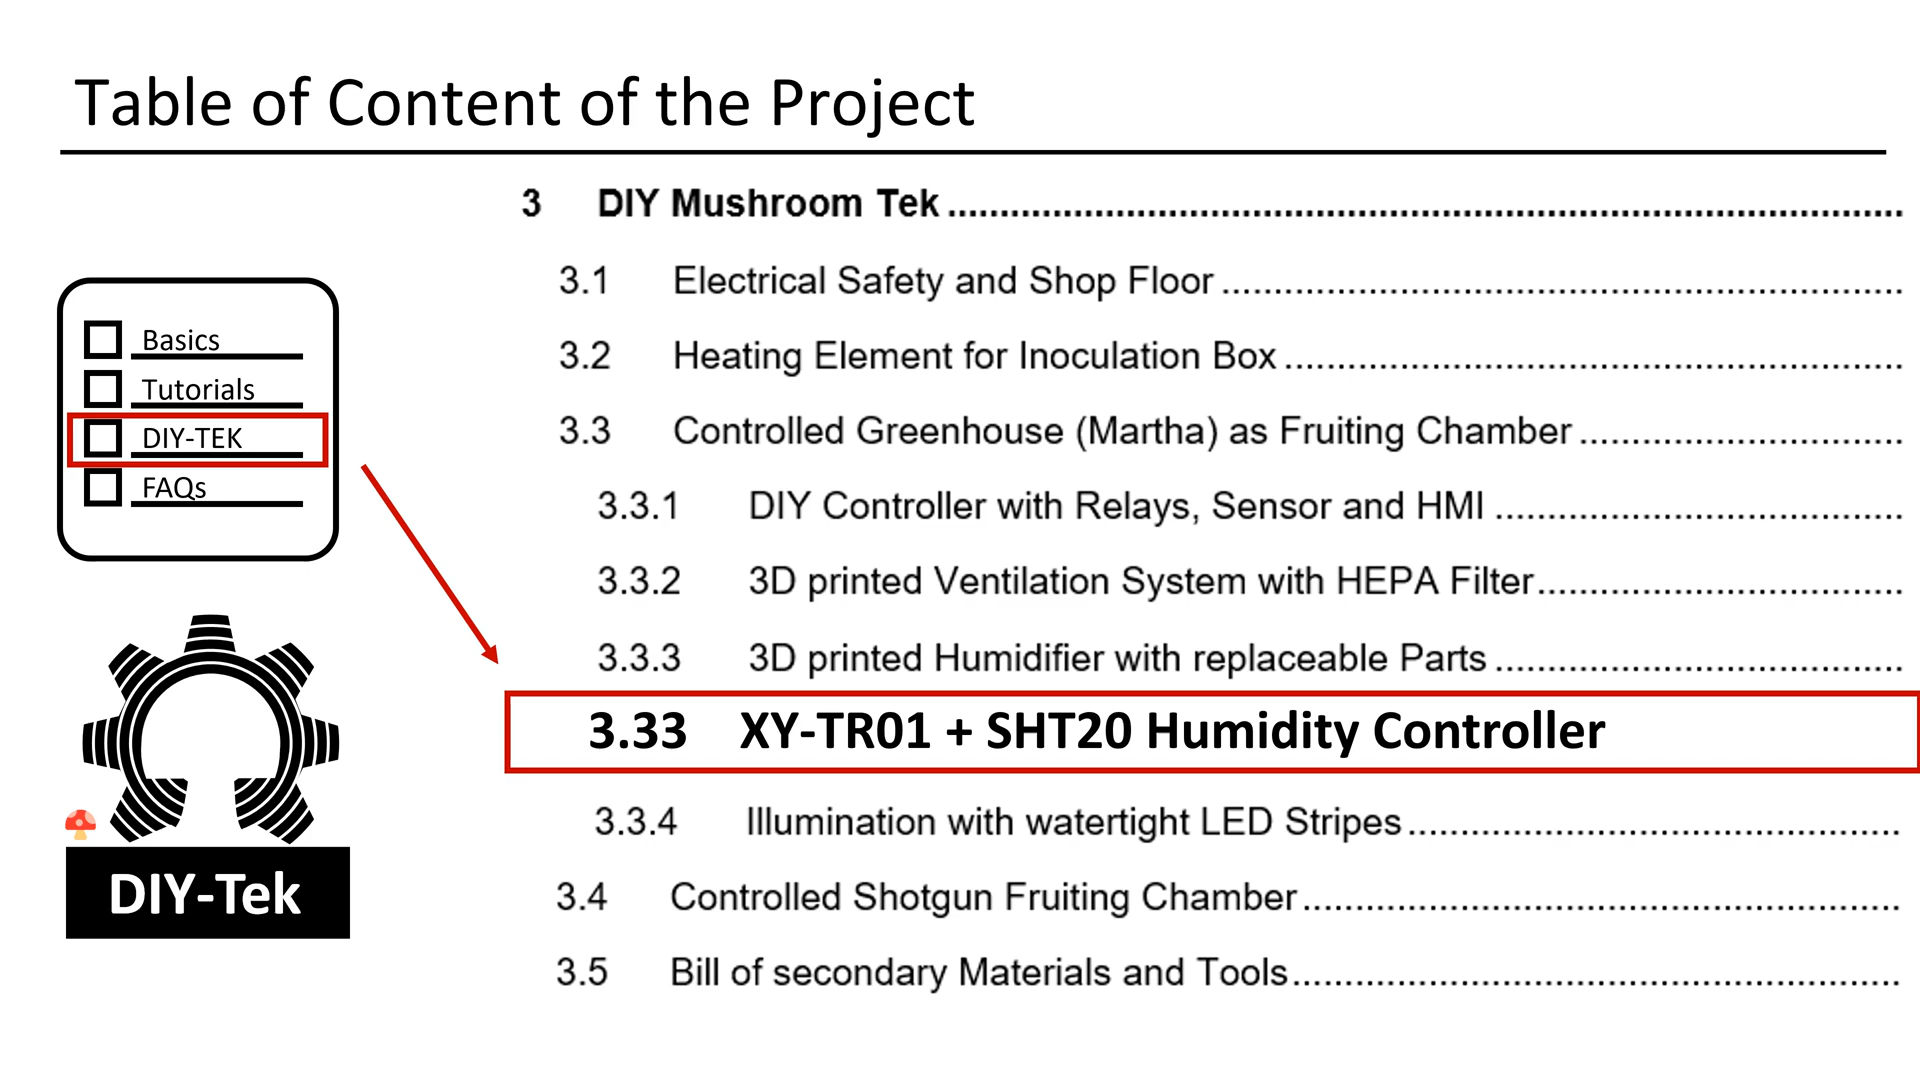 Table of Content of the Project
3 DIY Mushroom Tek
3.1 Electrical Safety and Shop Floor
3.2 Heating Element for Inoculation Box
3.3 Controlled Greenhouse (Martha) as Fruiting Chamber
3.3.1 DIY Controller with Relays, Sensor and HMI
3.3.2 3D printed Ventilation System with HEPA Filter
3.3.3 3D printed Humidifier with replaceable Parts
3.33 XY-TR01 + SHT20 Humidity Controller
3.3.4 Illumination with watertight LED Stripes
3.4 Controlled Shotgun Fruiting Chamber
3.5 Bill of secondary Materials and Tools
Basics
Tutorials
DIY-TEK
FAQs
DIY-Tek